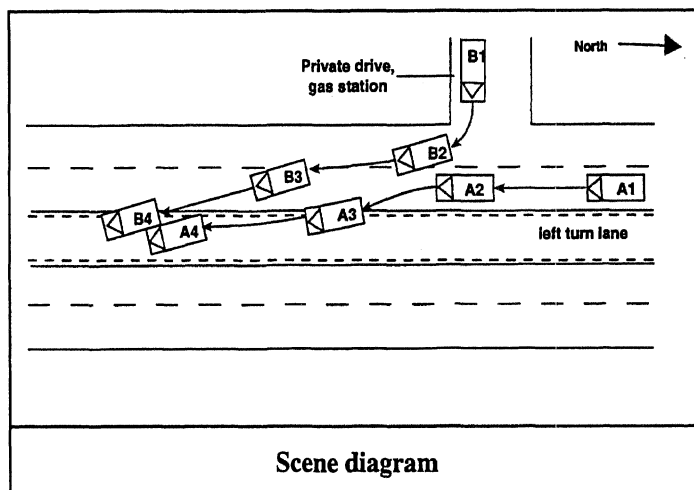 North
B1
Private drive,
gas station
B2
B3
A2
A1
B4
A3
A4
left turn lane
Scene diagram